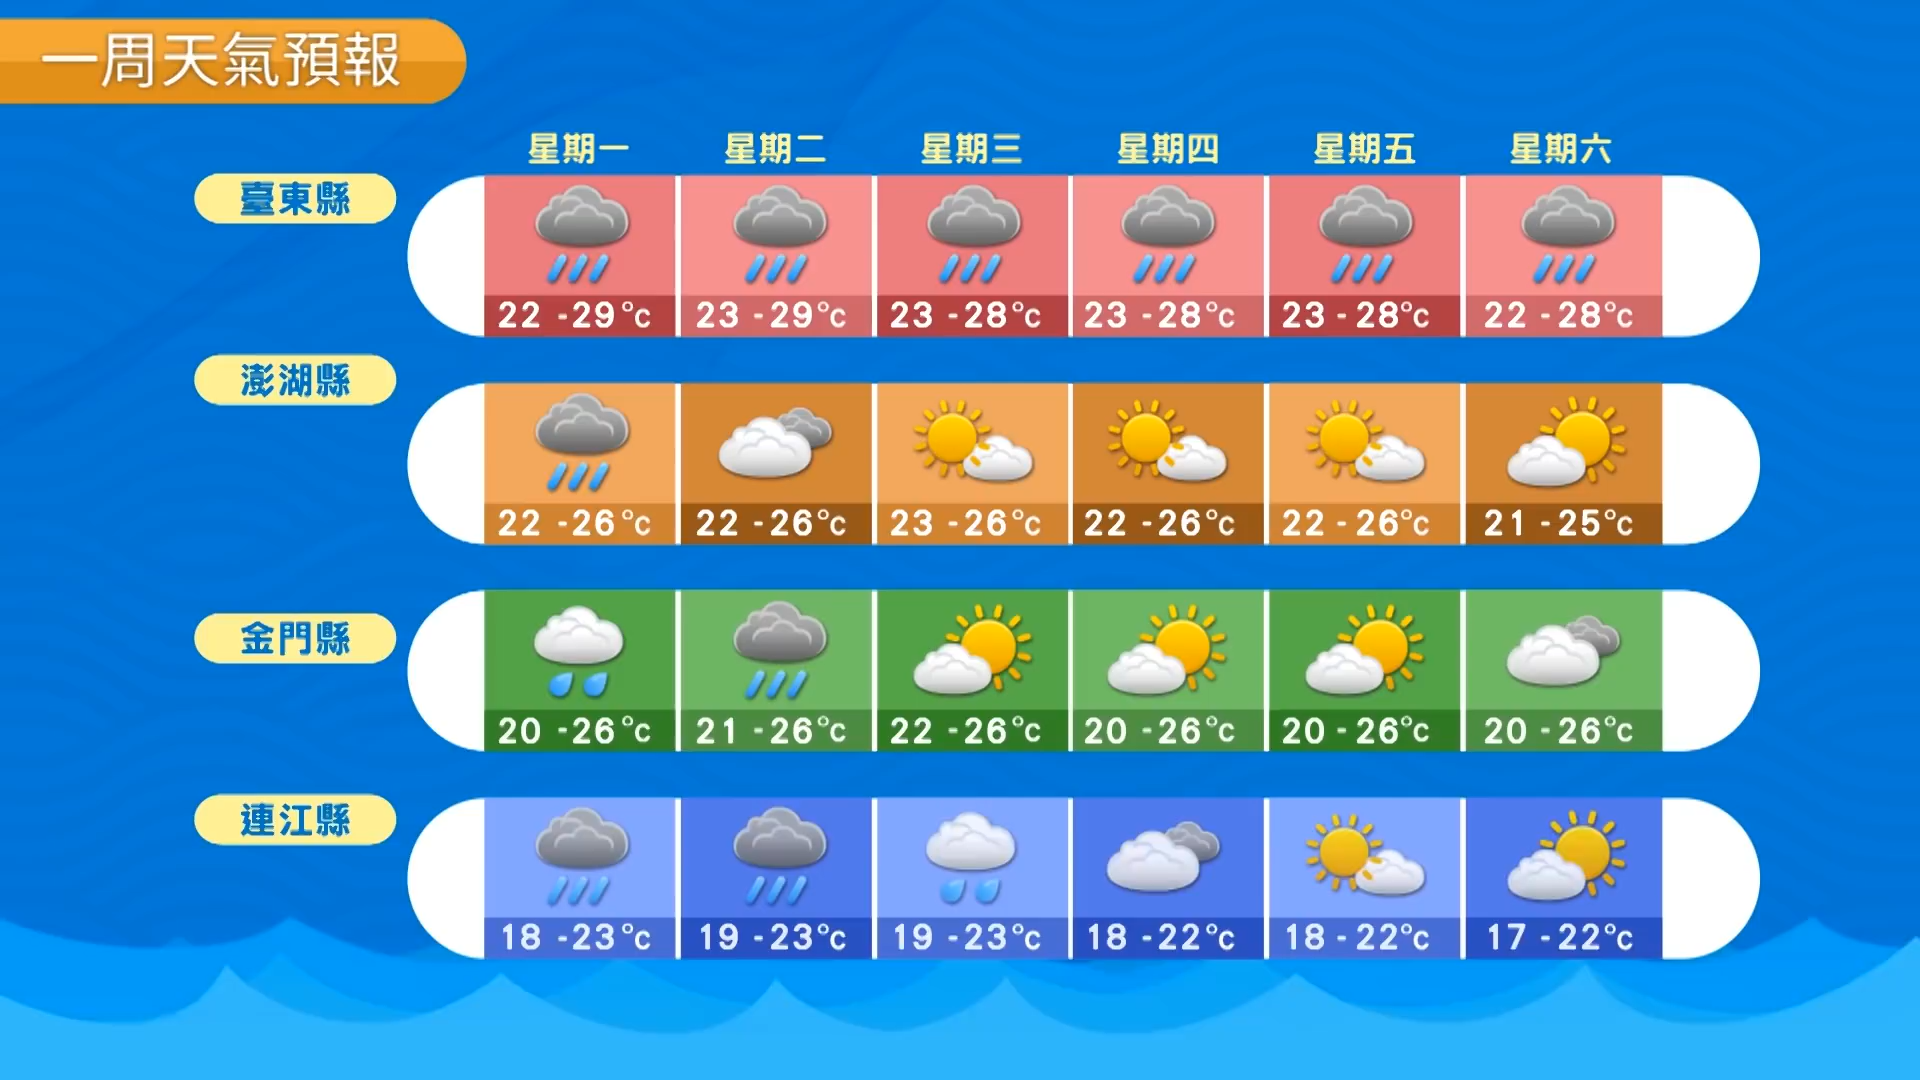 一周天氣預報
星期一 星期二 星期三 星期四 星期五 星期六
臺東縣
22 -29°C 23 -29°C 23 -28°C 23 -28°C 23 - 28°C 22 -28°C
澎湖縣
22 -26°C 22 -26°C 23 -26°C 22 -26°C 22 - 26°C 21 -25°C
金門縣
20 -26°C 21 -26°C 22 -26°C 20 -26°C 20 - 26°C 20 -26°C
連江縣
18 -23°C 19 -23°C 19 -23°C 18 -22°C 18 -22°C 17 -22°C